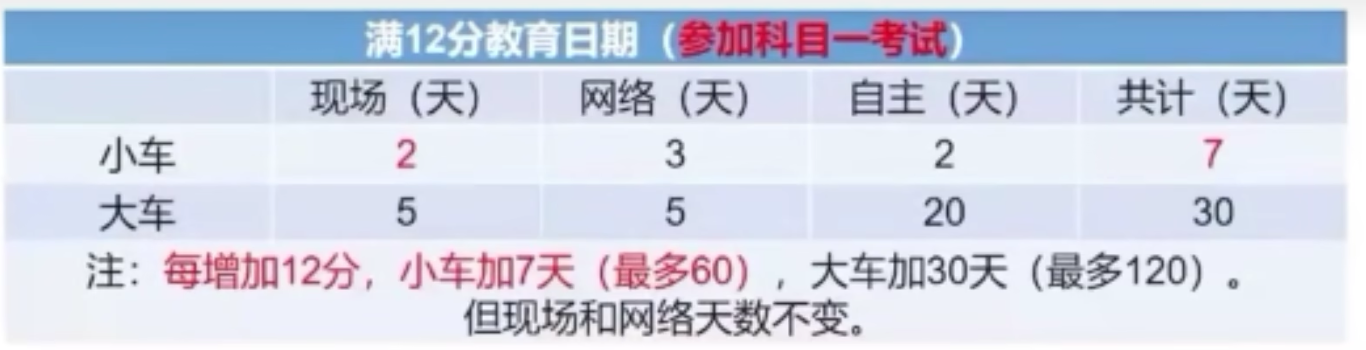 满12分教育日期（参加科目一考试）
现场（天） 网络（天） 自主（天） 共计（天）
小车 2 3 2 7
大车 5 5 20 30
注：每增加12分，小车加7天（最多60），大车加30天（最多120）。
但现场和网络天数不变。